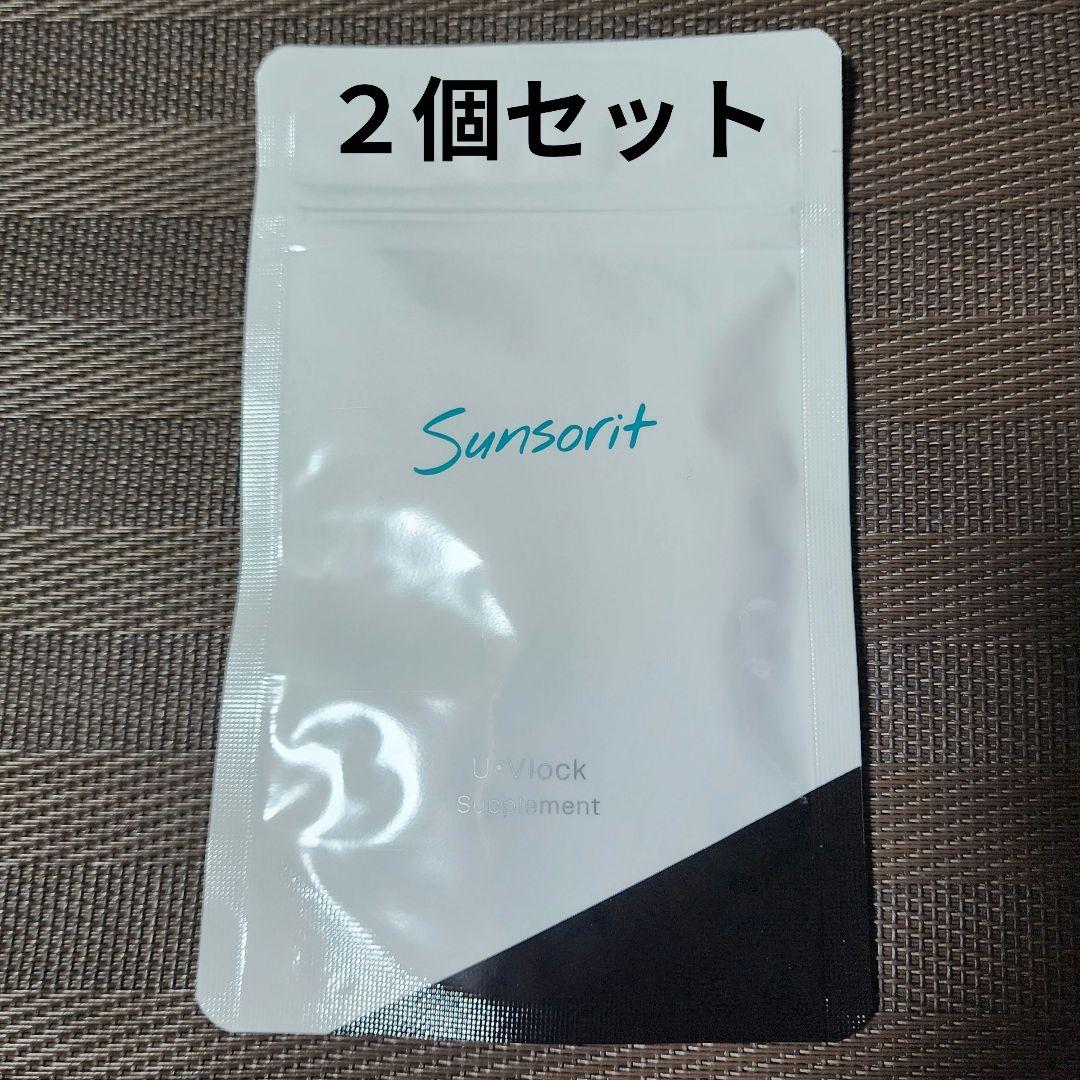 ２個セット
Sunsorit
U・Vlock
Supplement